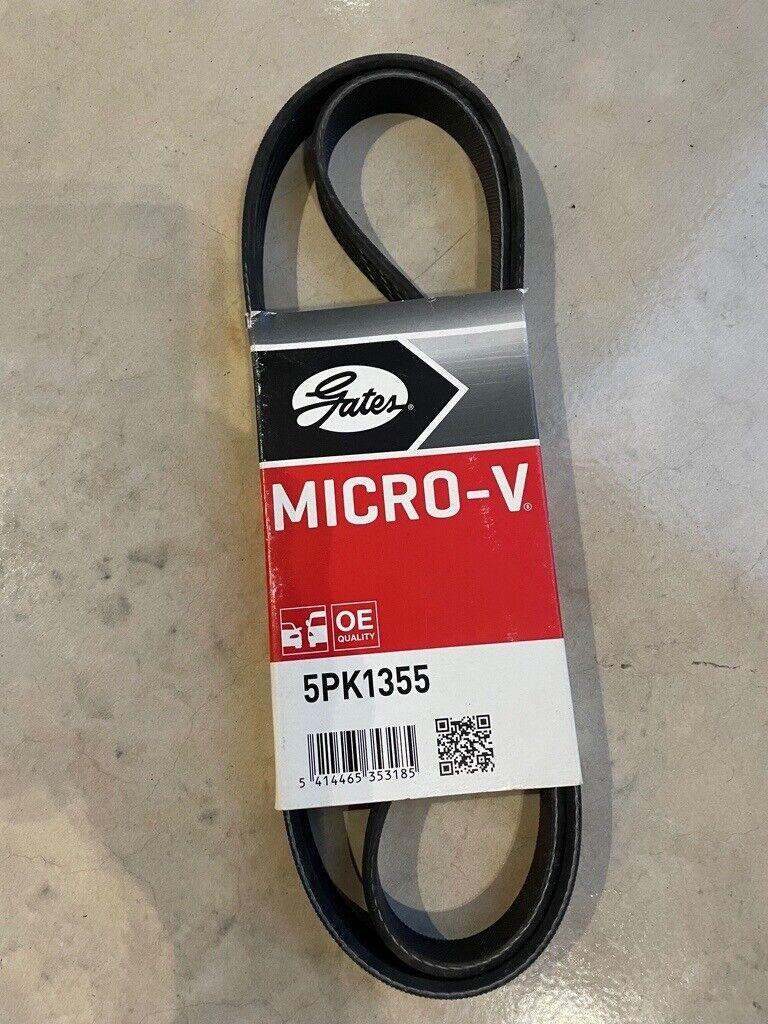 Gates®
MICRO-V®
OE
QUALITY
5PK1355
5 414465 353185